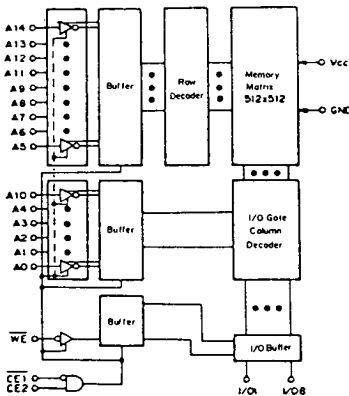 A14
A13
A12
A11
A9
A8
A7
A6
A5
Buffer
Row
Decoder
Memory
Matrix
512x512
Vcc
GND
A10
A4
A3
A2
A1
A0
Buffer
I/O Gate
Column
Decoder
WE
Buffer
I/O Buffer
CE1
CE2
I/O1
I/O8